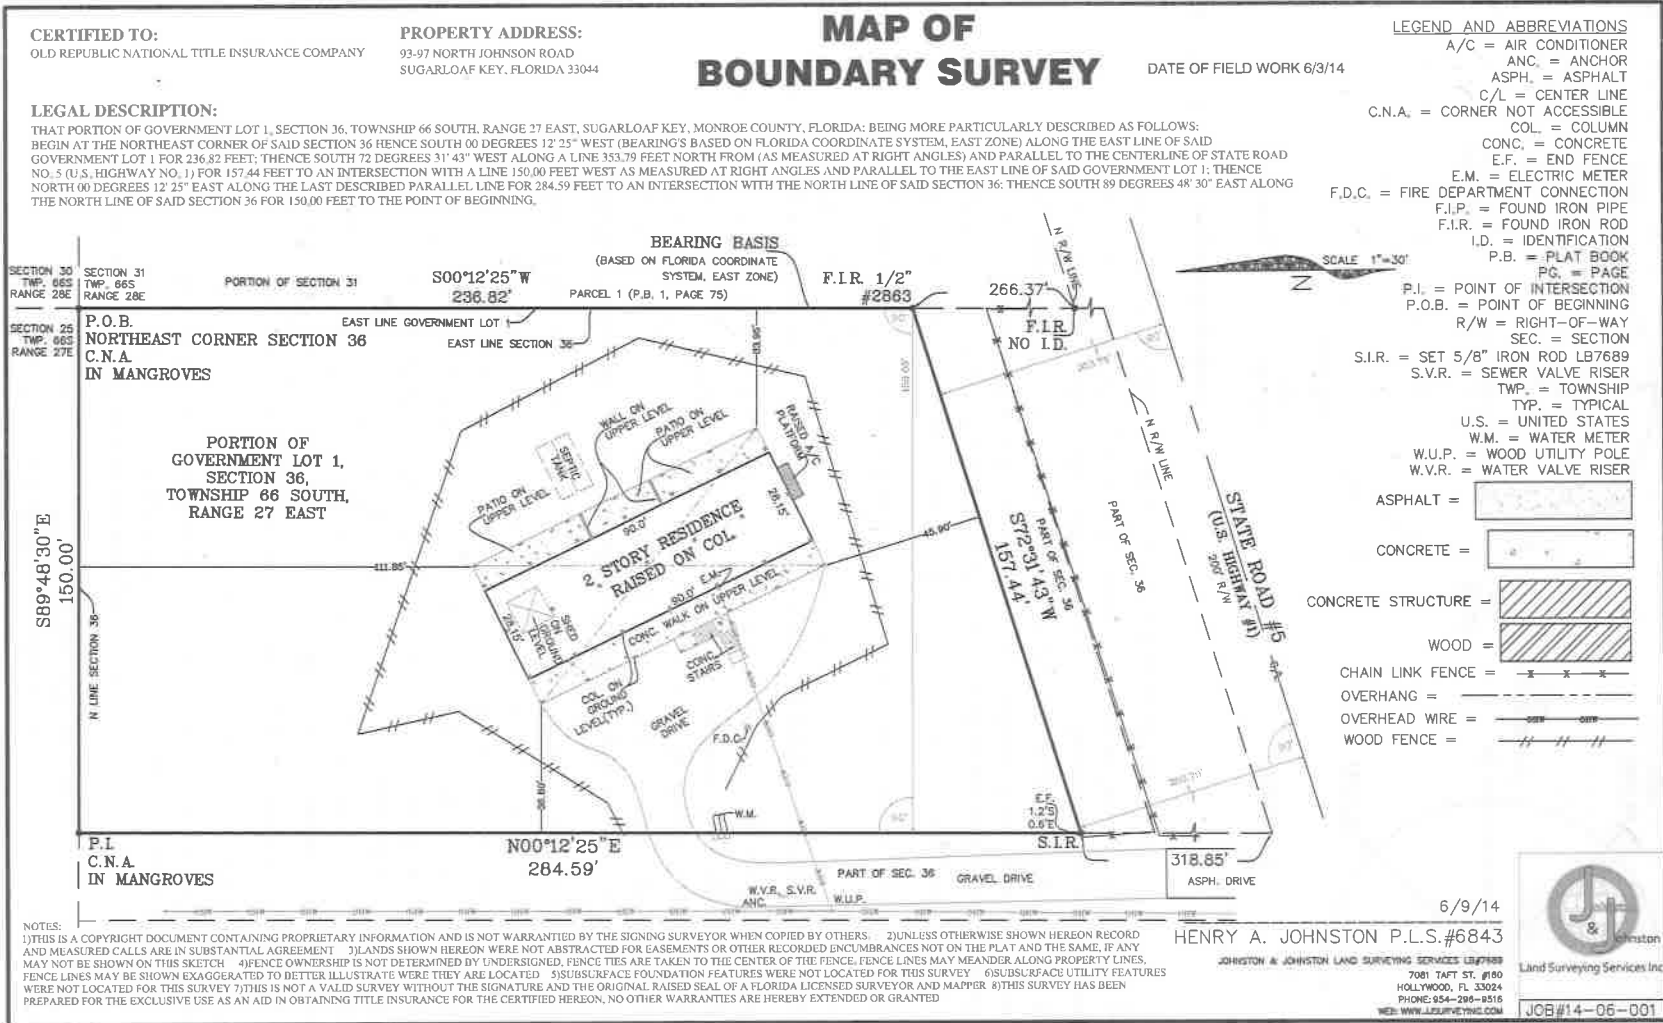 CERTIFIED TO:
OLD REPUBLIC NATIONAL TITLE INSURANCE COMPANY
PROPERTY ADDRESS:
93-97 NORTH JOHNSON ROAD
SUGARLOAF KEY, FLORIDA 33044
MAP OF
BOUNDARY SURVEY
DATE OF FIELD WORK 6/3/14
LEGAL DESCRIPTION:
THAT PORTION OF GOVERNMENT LOT 1, SECTION 36, TOWNSHIP 66 SOUTH, RANGE 27 EAST, SUGARLOAF KEY, MONROE COUNTY, FLORIDA; BEING MORE PARTICULARLY DESCRIBED AS FOLLOWS:
BEGIN AT THE NORTHEAST CORNER OF SAID SECTION 36 HENCE SOUTH 00 DEGREES 12' 25" WEST (BEARING'S BASED ON FLORIDA COORDINATE SYSTEM, EAST ZONE) ALONG THE EAST LINE OF SAID
GOVERNMENT LOT 1 FOR 236.82 FEET; THENCE SOUTH 72 DEGREES 31' 43" WEST ALONG A LINE 353.79 FEET NORTH FROM (AS MEASURED AT RIGHT ANGLES) AND PARALLEL TO THE CENTERLINE OF STATE ROAD
NO. 5 (U.S. HIGHWAY NO. 1) FOR 157.44 FEET TO AN INTERSECTION WITH A LINE 150.00 FEET WEST AS MEASURED AT RIGHT ANGLES AND PARALLEL TO THE EAST LINE OF SAID GOVERNMENT LOT 1; THENCE
NORTH 00 DEGREES 12' 25" EAST ALONG THE LAST DESCRIBED PARALLEL LINE FOR 284.59 FEET TO AN INTERSECTION WITH THE NORTH LINE OF SAID SECTION 36; THENCE SOUTH 89 DEGREES 48' 30" EAST ALONG
THE NORTH LINE OF SAID SECTION 36 FOR 150.00 FEET TO THE POINT OF BEGINNING.
LEGEND AND ABBREVIATIONS
A/C = AIR CONDITIONER
ANC. = ANCHOR
ASPH. = ASPHALT
C/L = CENTER LINE
C.N.A. = CORNER NOT ACCESSIBLE
COL. = COLUMN
CONC. = CONCRETE
E.F. = END FENCE
E.M. = ELECTRIC METER
F.D.C. = FIRE DEPARTMENT CONNECTION
F.I.P. = FOUND IRON PIPE
F.I.R. = FOUND IRON ROD
I.D. = IDENTIFICATION
P.B. = PLAT BOOK
PG. = PAGE
P.I. = POINT OF INTERSECTION
P.O.B. = POINT OF BEGINNING
R/W = RIGHT-OF-WAY
SEC. = SECTION
S.I.R. = SET 5/8" IRON ROD LB7689
S.V.R. = SEWER VALVE RISER
TWP. = TOWNSHIP
TYP. = TYPICAL
U.S. = UNITED STATES
W.M. = WATER METER
W.U.P. = WOOD UTILITY POLE
W.V.R. = WATER VALVE RISER
ASPHALT =
CONCRETE =
CONCRETE STRUCTURE =
WOOD =
CHAIN LINK FENCE =
OVERHANG =
OVERHEAD WIRE =
WOOD FENCE =
SCALE 1"=30'
N
SECTION 30
TWP. 66S
RANGE 28E
SECTION 31
TWP. 66S
RANGE 28E
PORTION OF SECTION 31
S00°12'25"W
236.82'
BEARING BASIS
(BASED ON FLORIDA COORDINATE
SYSTEM, EAST ZONE)
PARCEL 1 (P.B. 1, PAGE 75)
F.I.R. 1/2"
#2863
266.37'
N R/W LINE
F.I.R.
NO I.D.
SECTION 25
TWP. 66S
RANGE 27E
P.O.B.
NORTHEAST CORNER SECTION 36
C.N.A.
IN MANGROVES
EAST LINE GOVERNMENT LOT 1
EAST LINE SECTION 36
PORTION OF
GOVERNMENT LOT 1,
SECTION 36,
TOWNSHIP 66 SOUTH,
RANGE 27 EAST
S89°48'30"E
150.00'
N LINE SECTION 36
WALL ON
UPPER LEVEL
PATIO ON
UPPER LEVEL
RAISED A/C
PLATFORM
SEPTIC
TANK
PATIO ON
UPPER LEVEL
90.0'
28.15'
2 STORY RESIDENCE
RAISED ON COL.
111.85'
45.90'
90.0' E.M.
CONC. WALK ON UPPER LEVEL
28.15'
SHED
ON
GROUND
LEVEL
CONC.
STAIRS
COL. ON
GROUND
LEVEL(TYP.)
GRAVEL
DRIVE
F.D.C.
W.M.
S72°31'43"W
157.44'
PART OF SEC. 36
PART OF SEC. 36
N R/W LINE
STATE ROAD #5
(U.S. HIGHWAY #1)
200' R/W
E.F.
1.2'S
0.6'E
S.I.R.
318.85'
ASPH. DRIVE
P.I.
C.N.A.
IN MANGROVES
N00°12'25"E
284.59'
PART OF SEC. 36
GRAVEL DRIVE
W.V.R. S.V.R.
ANC.
W.U.P.
NOTES:
1)THIS IS A COPYRIGHT DOCUMENT CONTAINING PROPRIETARY INFORMATION AND IS NOT WARRANTIED BY THE SIGNING SURVEYOR WHEN COPIED BY OTHERS. 2)UNLESS OTHERWISE SHOWN HEREON RECORD
AND MEASURED CALLS ARE IN SUBSTANTIAL AGREEMENT 3)LANDS SHOWN HEREON WERE NOT ABSTRACTED FOR EASEMENTS OR OTHER RECORDED ENCUMBRANCES NOT ON THE PLAT AND THE SAME, IF ANY
MAY NOT BE SHOWN ON THIS SKETCH 4)FENCE OWNERSHIP IS NOT DETERMINED BY UNDERSIGNED, FENCE TIES ARE TAKEN TO THE CENTER OF THE FENCE, FENCE LINES MAY MEANDER ALONG PROPERTY LINES,
FENCE LINES MAY BE SHOWN EXAGGERATED TO BETTER ILLUSTRATE WERE THEY ARE LOCATED 5)SUBSURFACE FOUNDATION FEATURES WERE NOT LOCATED FOR THIS SURVEY 6)SUBSURFACE UTILITY FEATURES
WERE NOT LOCATED FOR THIS SURVEY 7)THIS IS NOT A VALID SURVEY WITHOUT THE SIGNATURE AND THE ORIGINAL RAISED SEAL OF A FLORIDA LICENSED SURVEYOR AND MAPPER 8)THIS SURVEY HAS BEEN
PREPARED FOR THE EXCLUSIVE USE AS AN AID IN OBTAINING TITLE INSURANCE FOR THE CERTIFIED HEREON, NO OTHER WARRANTIES ARE HEREBY EXTENDED OR GRANTED
6/9/14
HENRY A. JOHNSTON P.L.S.#6843
JOHNSTON & JOHNSTON LAND SURVEYING SERVICES LB#7689
7081 TAFT ST. #160
HOLLYWOOD, FL 33024
PHONE: 954-296-9516
WEB: WWW.JJSURVEYING.COM
J
J
&
Johnston
Land Surveying Services Inc
JOB#14-06-001